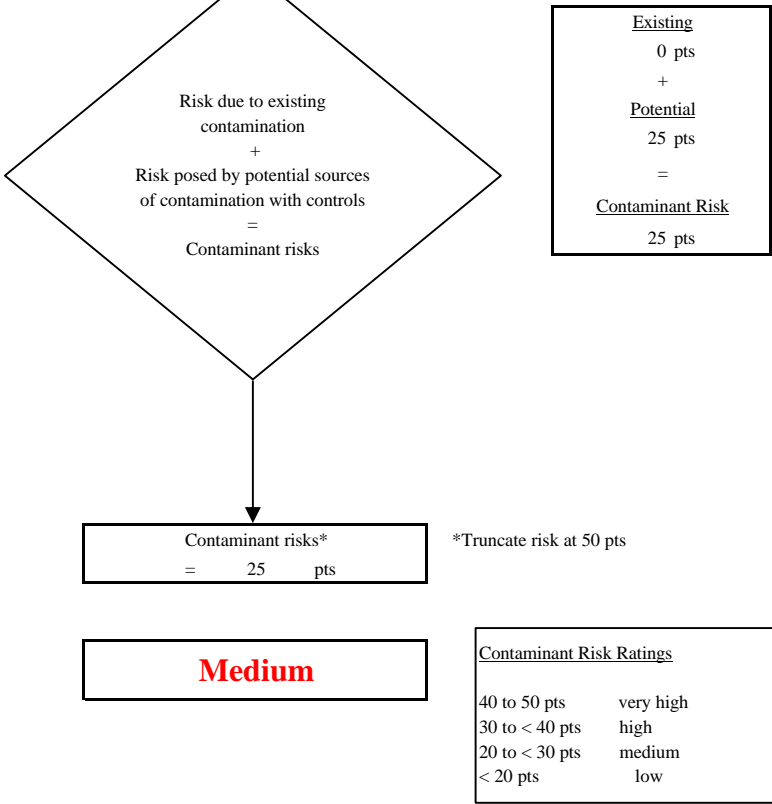 Risk due to existing
contamination
+
Risk posed by potential sources
of contamination with controls
=
Contaminant risks
Existing
0 pts
+
Potential
25 pts
=
Contaminant Risk
25 pts
Contaminant risks*
= 25 pts
*Truncate risk at 50 pts
Medium
Contaminant Risk Ratings
40 to 50 pts very high
30 to < 40 pts high
20 to < 30 pts medium
< 20 pts low